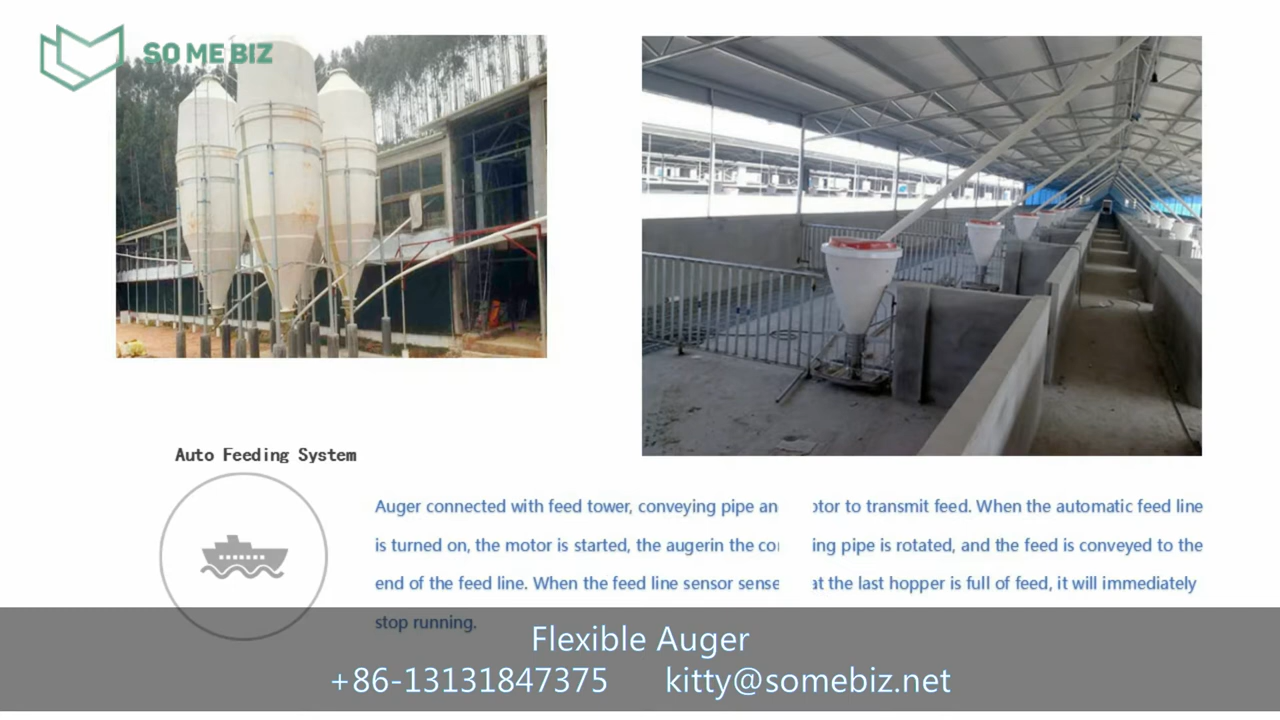 SO ME BIZ
Auto Feeding System
Auger connected with feed tower, conveying pipe an otor to transmit feed. When the automatic feed line
is turned on, the motor is started, the augerin the co ing pipe is rotated, and the feed is conveyed to the
end of the feed line. When the feed line sensor sense at the last hopper is full of feed, it will immediately
stop running.
Flexible Auger
+86-13131847375 kitty@somebiz.net